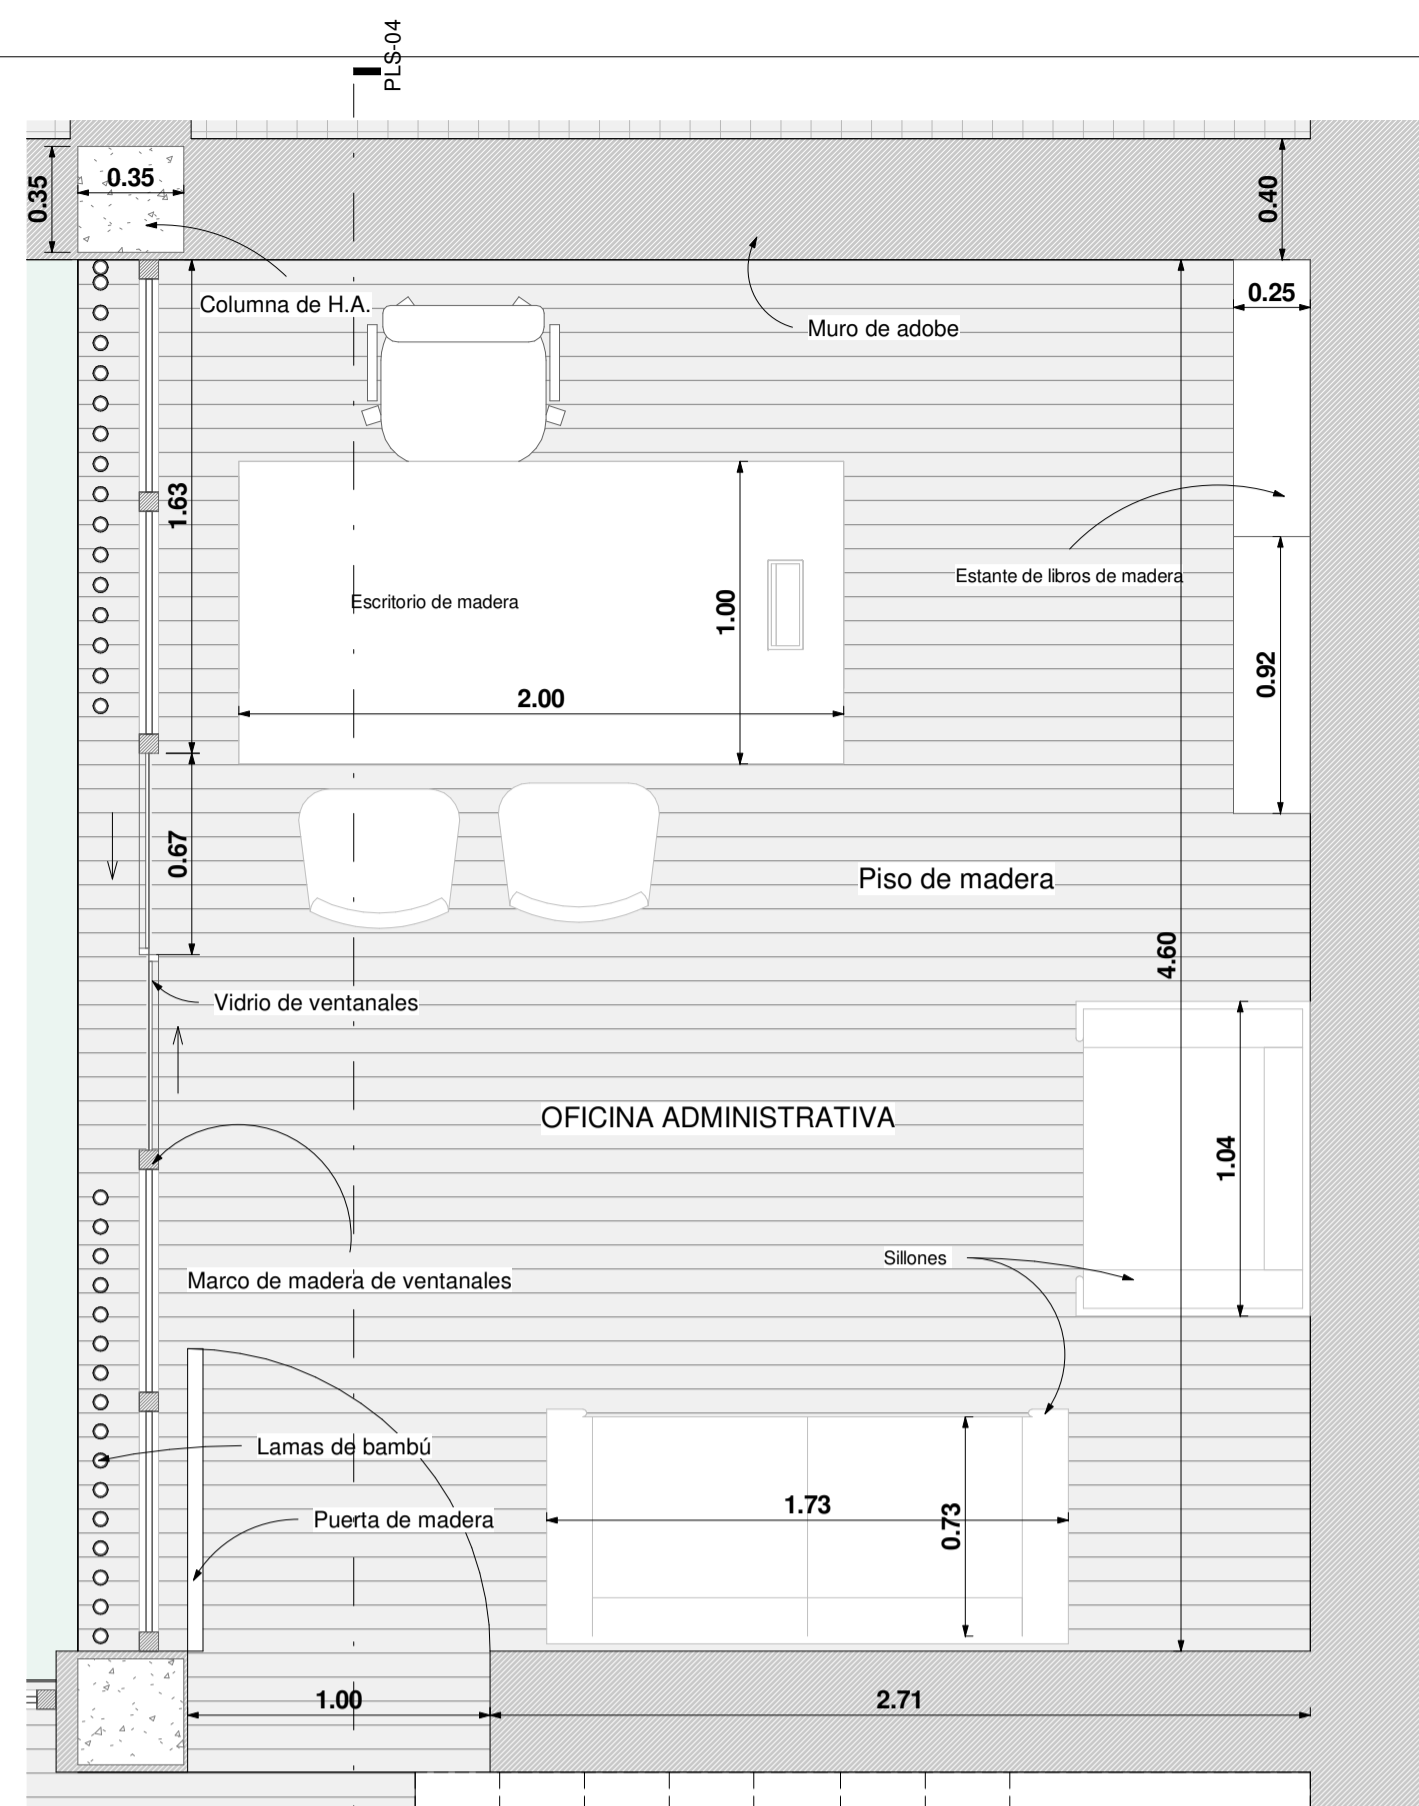 PLS-04
0.35
0.35
0.40
0.25
Columna de H.A.
Muro de adobe
1.63
Estante de libros de madera
Escritorio de madera
1.00
0.92
2.00
0.67
Piso de madera
4.60
Vidrio de ventanales
OFICINA ADMINISTRATIVA
1.04
Sillones
Marco de madera de ventanales
Lamas de bambú
1.73
0.73
Puerta de madera
1.00
2.71